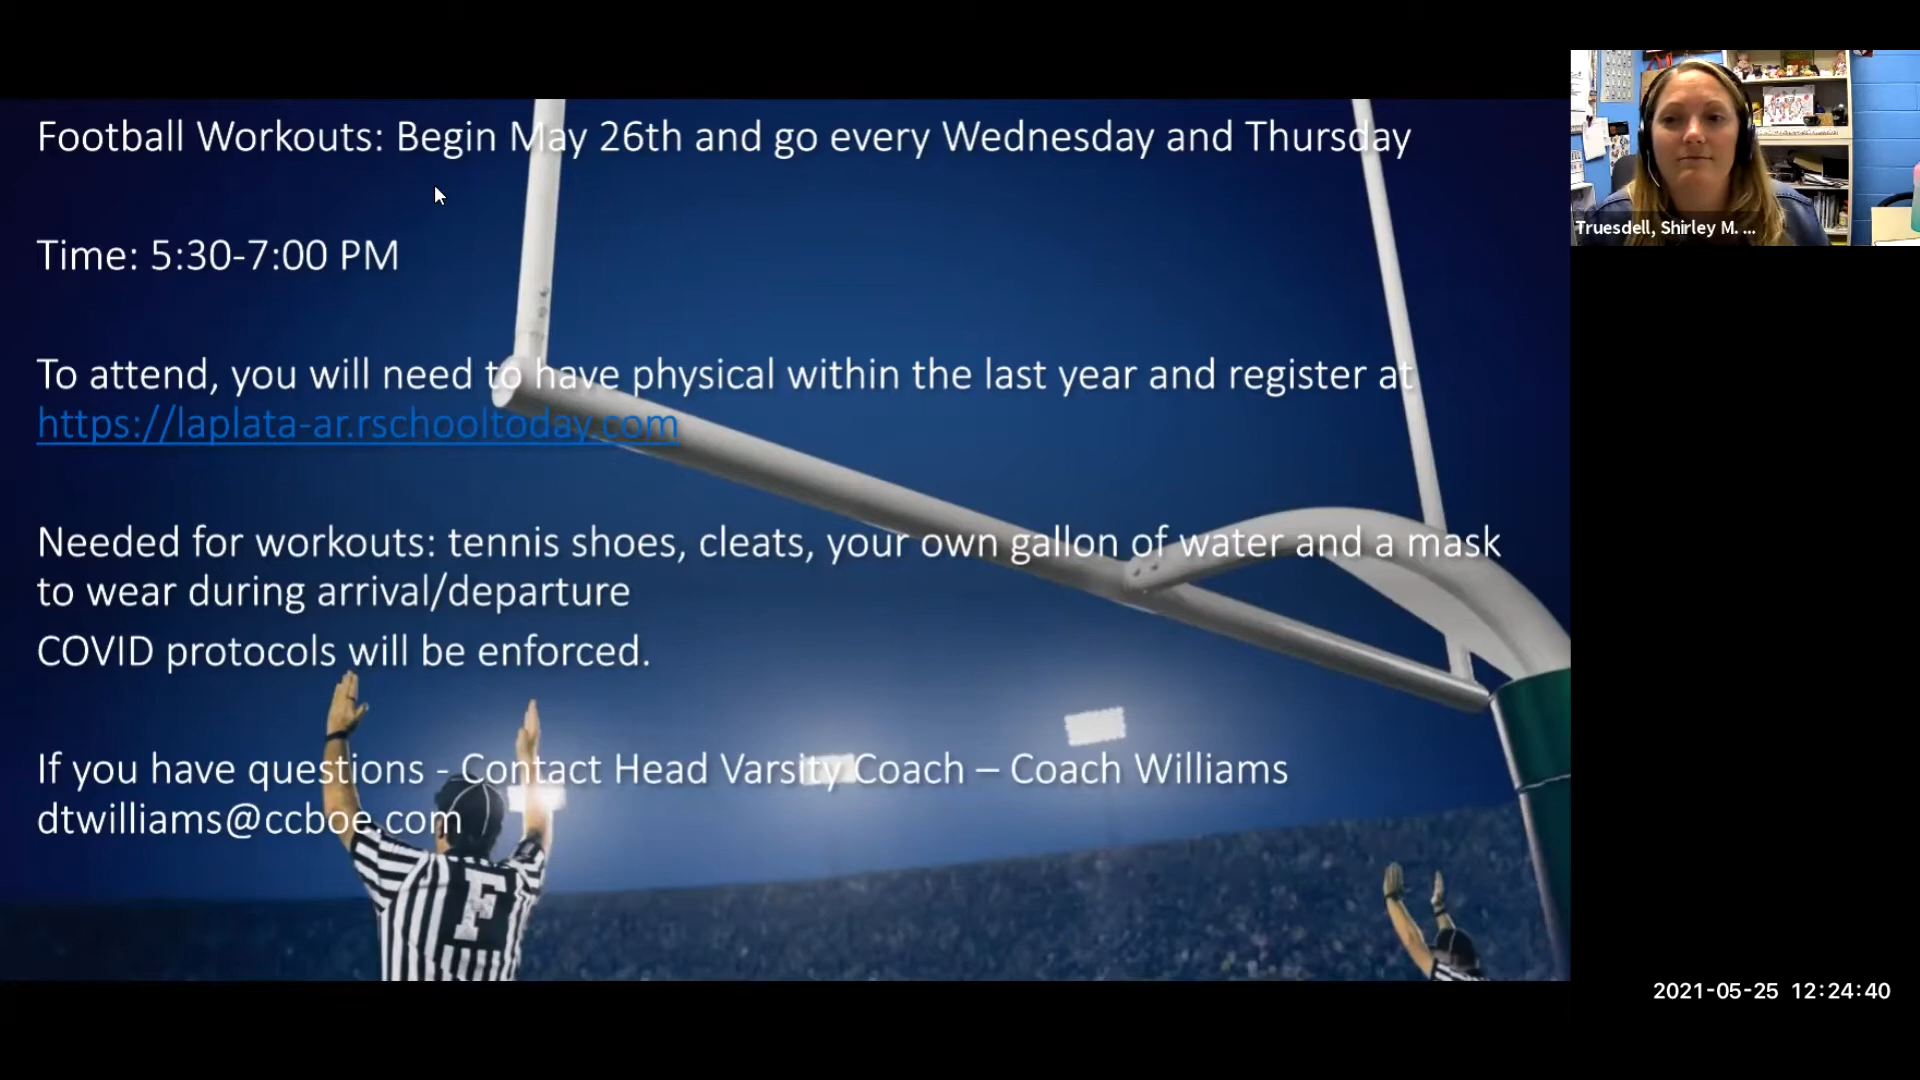 Football Workouts: Begin May 26th and go every Wednesday and Thursday
Time: 5:30-7:00 PM
To attend, you will need to have physical within the last year and register at
https://laplata-ar.rschooltoday.com
Needed for workouts: tennis shoes, cleats, your own gallon of water and a mask
to wear during arrival/departure
COVID protocols will be enforced.
If you have questions - Contact Head Varsity Coach – Coach Williams
dtwilliams@ccboe.com
F
Truesdell, Shirley M. ...
2021-05-25 12:24:40